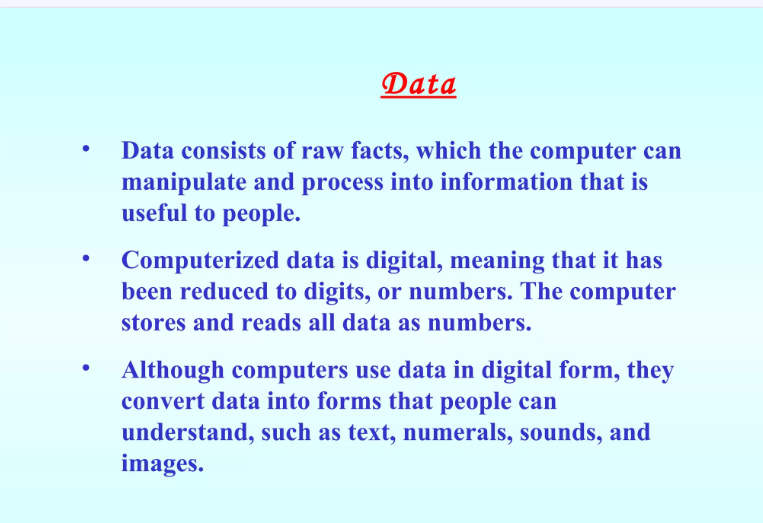 Data
• Data consists of raw facts, which the computer can
manipulate and process into information that is
useful to people.
• Computerized data is digital, meaning that it has
been reduced to digits, or numbers. The computer
stores and reads all data as numbers.
• Although computers use data in digital form, they
convert data into forms that people can
understand, such as text, numerals, sounds, and
images.